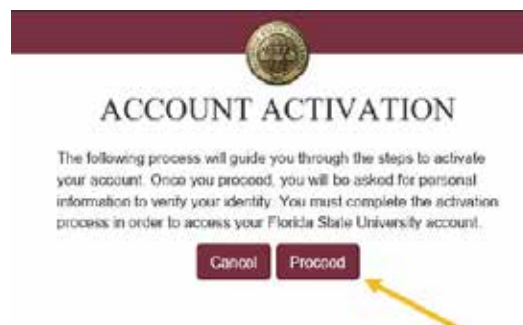 ACCOUNT ACTIVATION
The following process will guide you through the steps to activate
your account. Once you proceed, you will be asked for personal
information to verify your identity. You must complete the activation
process in order to access your Florida State University account.
Cancel Proceed